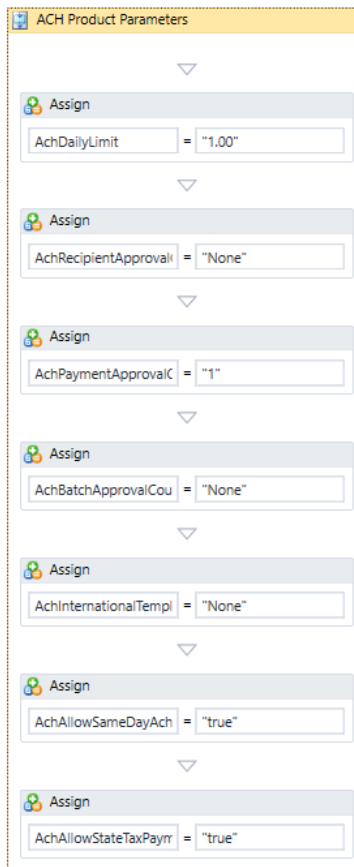 ACH Product Parameters
Assign
AchDailyLimit = "1.00"
Assign
AchRecipientApproval( = "None"
Assign
AchPaymentApprovalC = "1"
Assign
AchBatchApprovalCou = "None"
Assign
AchInternationalTempl = "None"
Assign
AchAllowSameDayAch = "true"
Assign
AchAllowStateTaxPaym = "true"